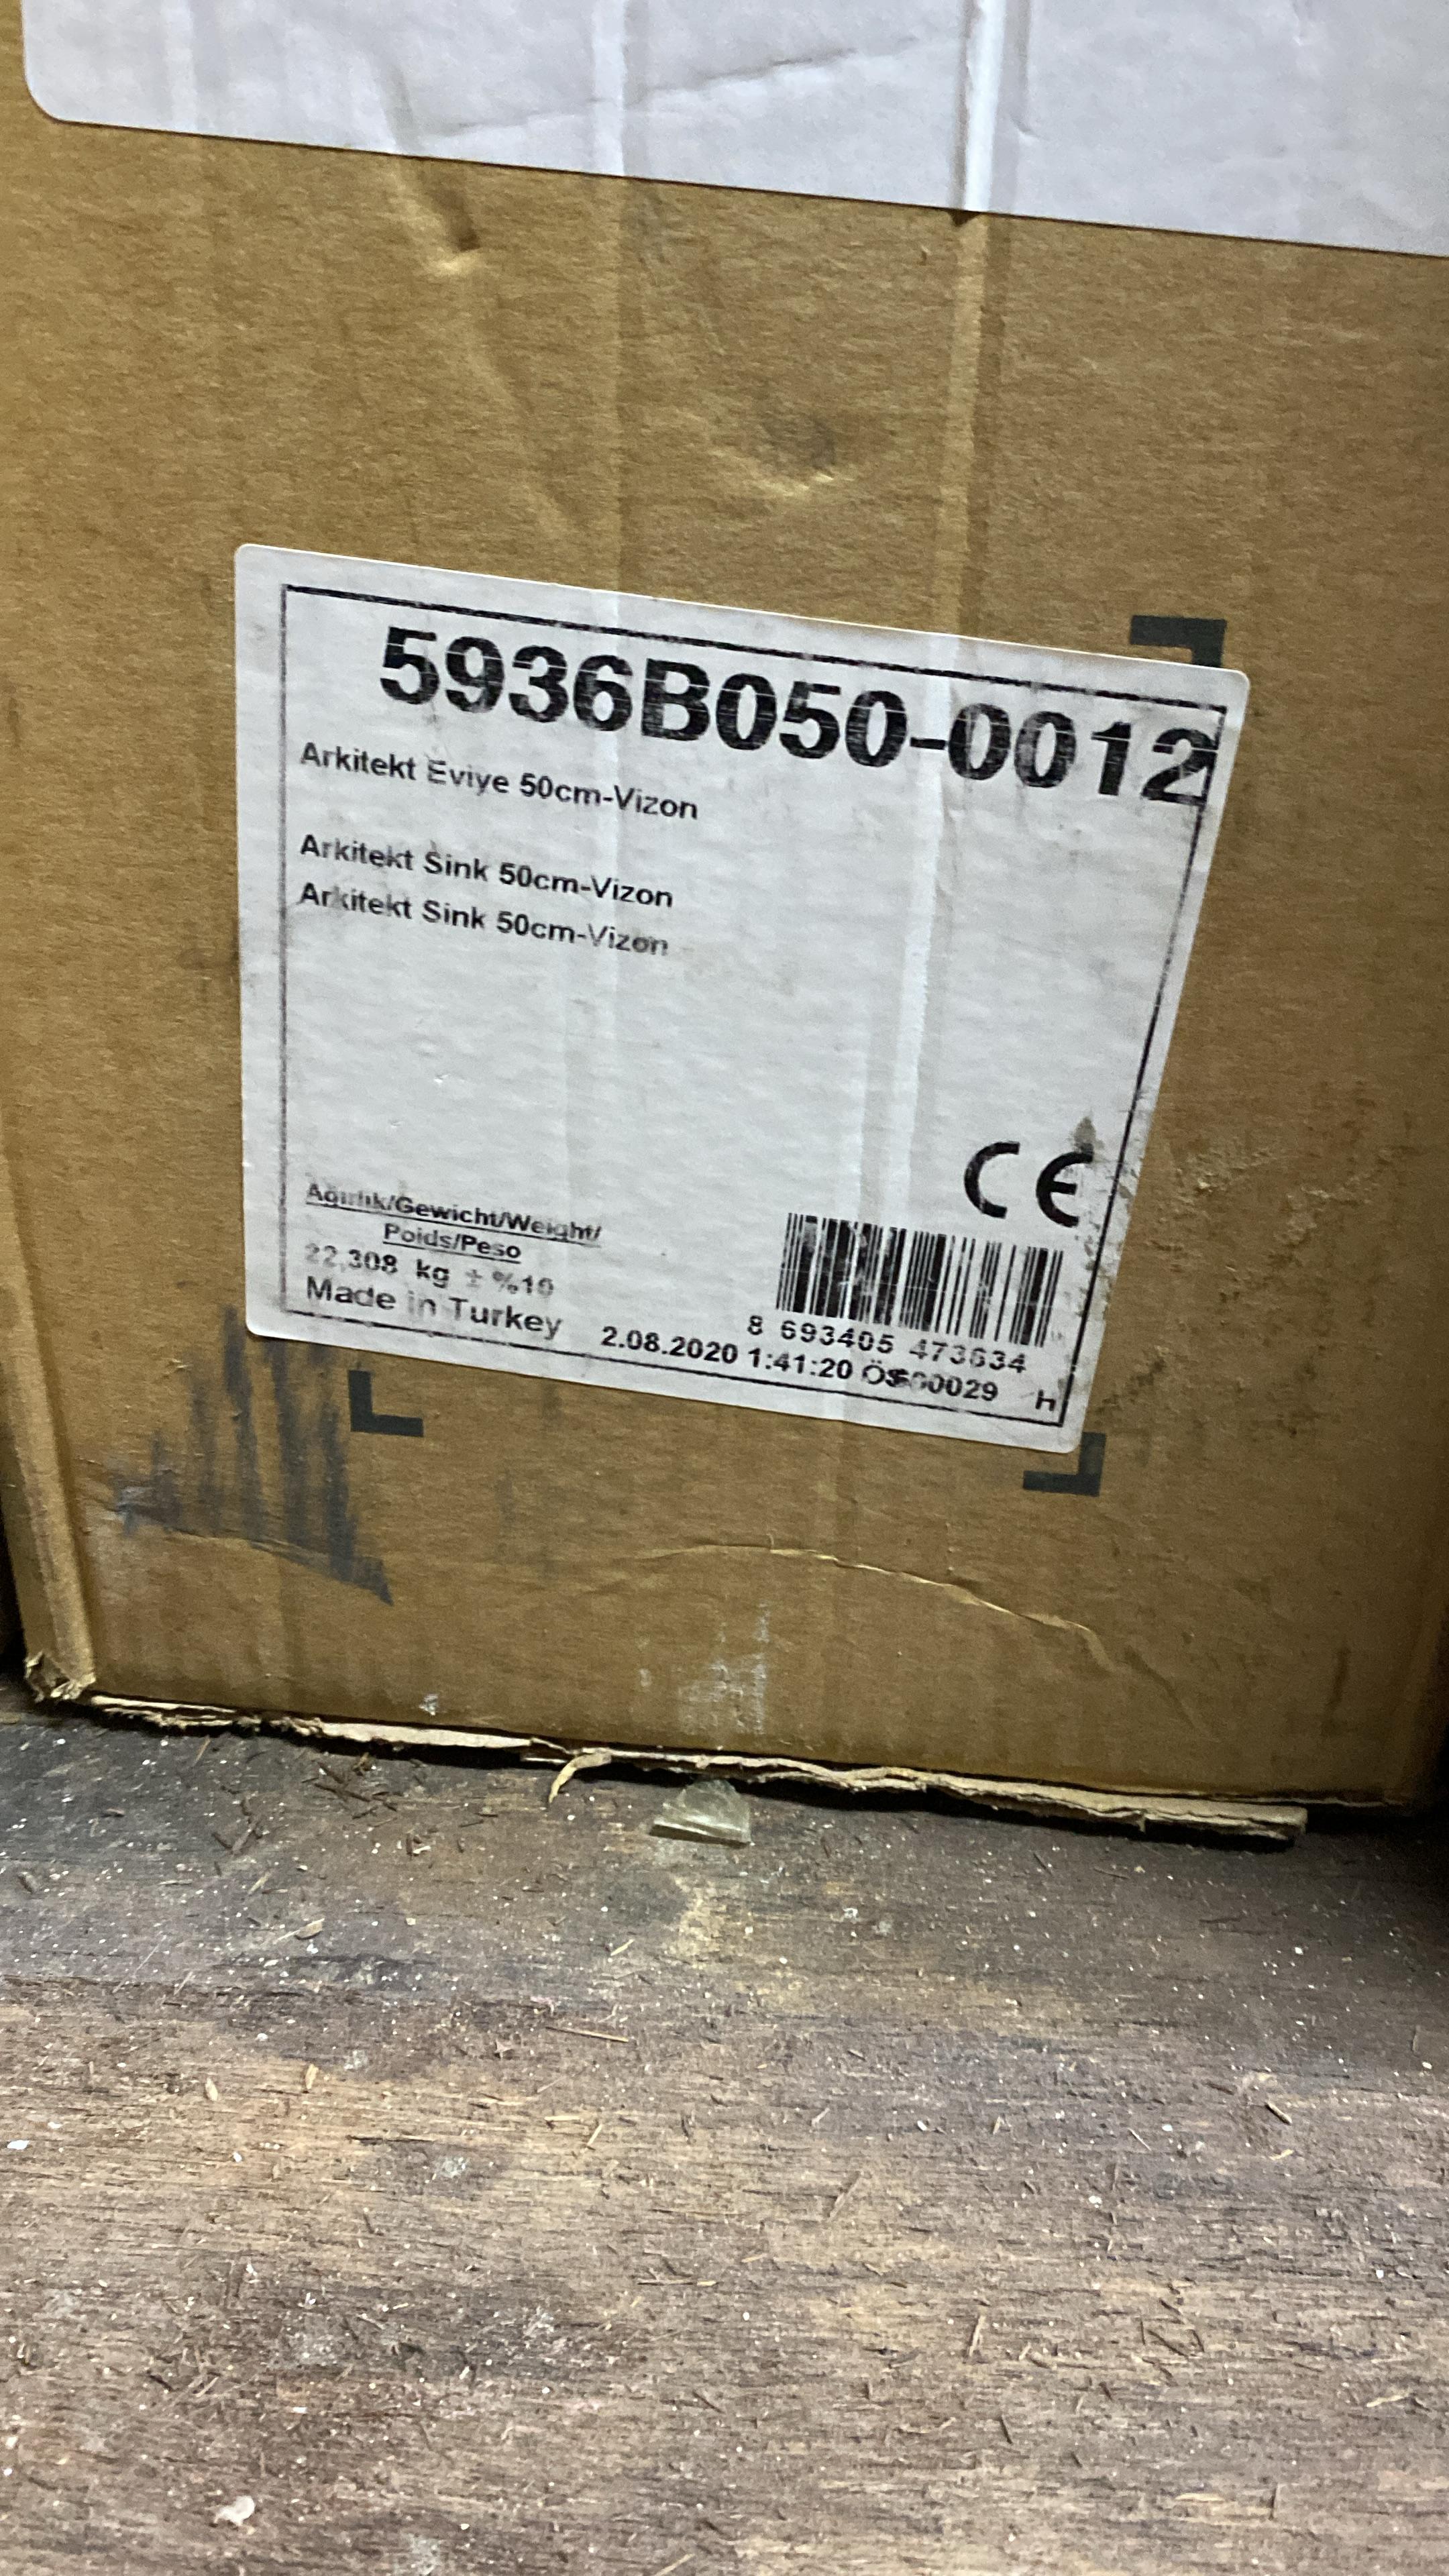 5936B050-0012
Arkitekt Eviye 50cm-Vizon
Arkitekt Sink 50cm-Vizon
Arkitekt Sink 50cm-Vizon
CE
Ağırlık/Gewicht/Weight/
Poids/Peso
22,308 kg ± %10
Made in Turkey
8 693405 473634
2.08.2020 1:41:20
H